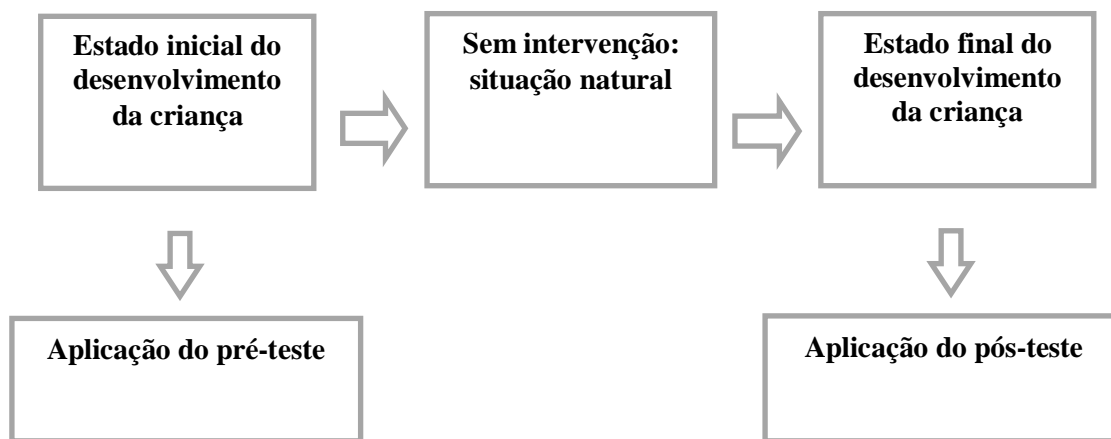 Estado inicial do
desenvolvimento
da criança
Sem intervenção:
situação natural
Estado final do
desenvolvimento
da criança
Aplicação do pré-teste
Aplicação do pós-teste